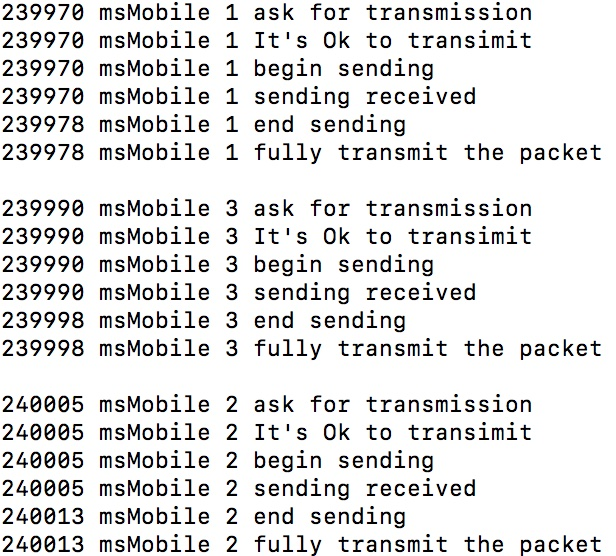 239970 msMobile 1 ask for transmission
239970 msMobile 1 It's Ok to transimit
239970 msMobile 1 begin sending
239970 msMobile 1 sending received
239978 msMobile 1 end sending
239978 msMobile 1 fully transmit the packet
239990 msMobile 3 ask for transmission
239990 msMobile 3 It's Ok to transimit
239990 msMobile 3 begin sending
239990 msMobile 3 sending received
239998 msMobile 3 end sending
239998 msMobile 3 fully transmit the packet
240005 msMobile 2 ask for transmission
240005 msMobile 2 It's Ok to transimit
240005 msMobile 2 begin sending
240005 msMobile 2 sending received
240013 msMobile 2 end sending
240013 msMobile 2 fully transmit the packet